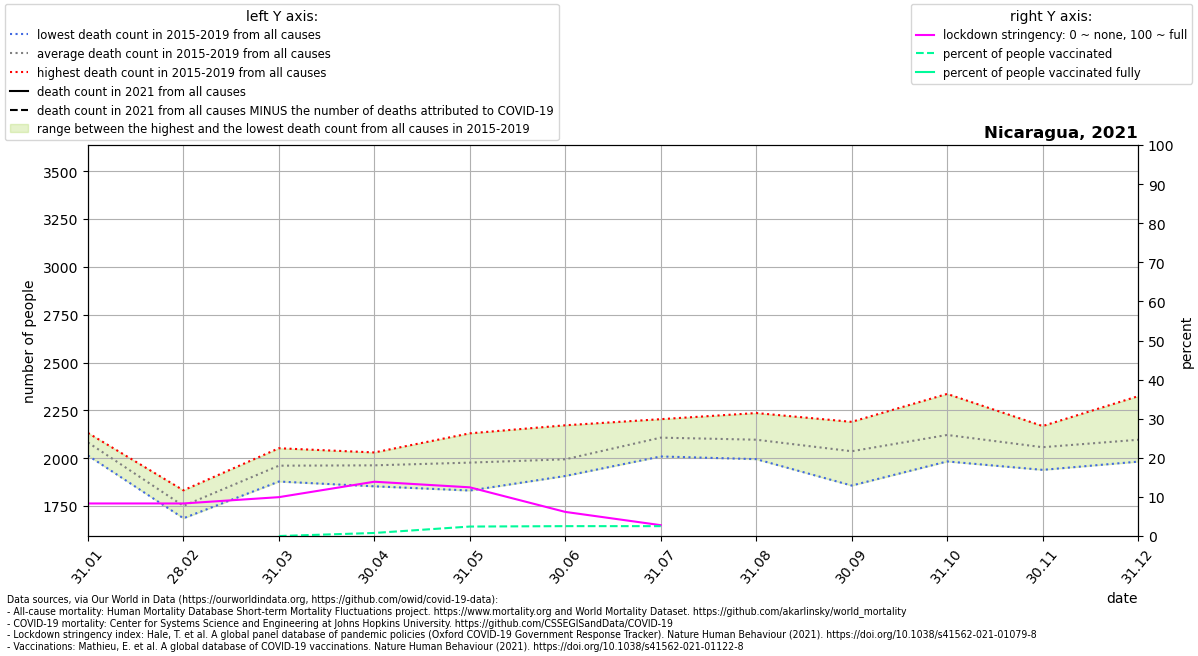 left Y axis:
lowest death count in 2015-2019 from all causes
average death count in 2015-2019 from all causes
highest death count in 2015-2019 from all causes
death count in 2021 from all causes
death count in 2021 from all causes MINUS the number of deaths attributed to COVID-19
range between the highest and the lowest death count from all causes in 2015-2019
right Y axis:
lockdown stringency: 0 ~ none, 100 ~ full
percent of people vaccinated
percent of people vaccinated fully
Nicaragua, 2021
number of people
3500
3250
3000
2750
2500
2250
2000
1750
100
90
80
70
60
50
40
30
20
10
0
percent
31.01
28.02
31.03
30.04
31.05
30.06
31.07
31.08
30.09
31.10
30.11
31.12
date
Data sources, via Our World in Data (https://ourworldindata.org, https://github.com/owid/covid-19-data):
- All-cause mortality: Human Mortality Database Short-term Mortality Fluctuations project. https://www.mortality.org and World Mortality Dataset. https://github.com/akarlinsky/world_mortality
- COVID-19 mortality: Center for Systems Science and Engineering at Johns Hopkins University. https://github.com/CSSEGISandData/COVID-19
- Lockdown stringency index: Hale, T. et al. A global panel database of pandemic policies (Oxford COVID-19 Government Response Tracker). Nature Human Behaviour (2021). https://doi.org/10.1038/s41562-021-01079-8
- Vaccinations: Mathieu, E. et al. A global database of COVID-19 vaccinations. Nature Human Behaviour (2021). https://doi.org/10.1038/s41562-021-01122-8